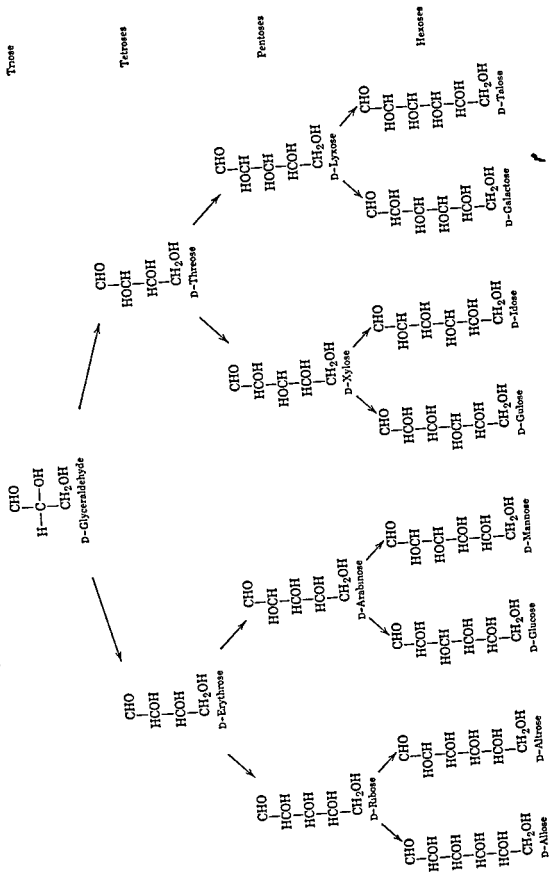 Triose
CHO
H—C—OH
CH₂OH
D-Glyceraldehyde
Tetroses
CHO
HCOH
HCOH
CH₂OH
D-Erythrose
CHO
HOCH
HCOH
CH₂OH
D-Threose
Pentoses
CHO
HCOH
HCOH
HCOH
CH₂OH
D-Ribose
CHO
HOCH
HCOH
HCOH
CH₂OH
D-Arabinose
CHO
HCOH
HOCH
HCOH
CH₂OH
D-Xylose
CHO
HOCH
HOCH
HCOH
CH₂OH
D-Lyxose
Hexoses
CHO
HCOH
HCOH
HCOH
HCOH
CH₂OH
D-Allose
CHO
HOCH
HCOH
HCOH
HCOH
CH₂OH
D-Altrose
CHO
HCOH
HOCH
HCOH
HCOH
CH₂OH
D-Glucose
CHO
HOCH
HOCH
HCOH
HCOH
CH₂OH
D-Mannose
CHO
HCOH
HCOH
HOCH
HCOH
CH₂OH
D-Gulose
CHO
HOCH
HCOH
HOCH
HCOH
CH₂OH
D-Idose
CHO
HCOH
HOCH
HOCH
HCOH
CH₂OH
D-Galactose
CHO
HOCH
HOCH
HOCH
HCOH
CH₂OH
D-Talose